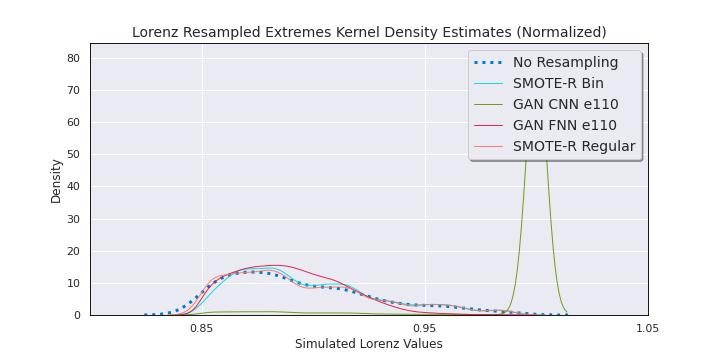 Lorenz Resampled Extremes Kernel Density Estimates (Normalized)
80
70
60
50
40
30
20
10
0
Density
No Resampling
SMOTE-R Bin
GAN CNN e110
GAN FNN e110
SMOTE-R Regular
0.85
0.95
1.05
Simulated Lorenz Values